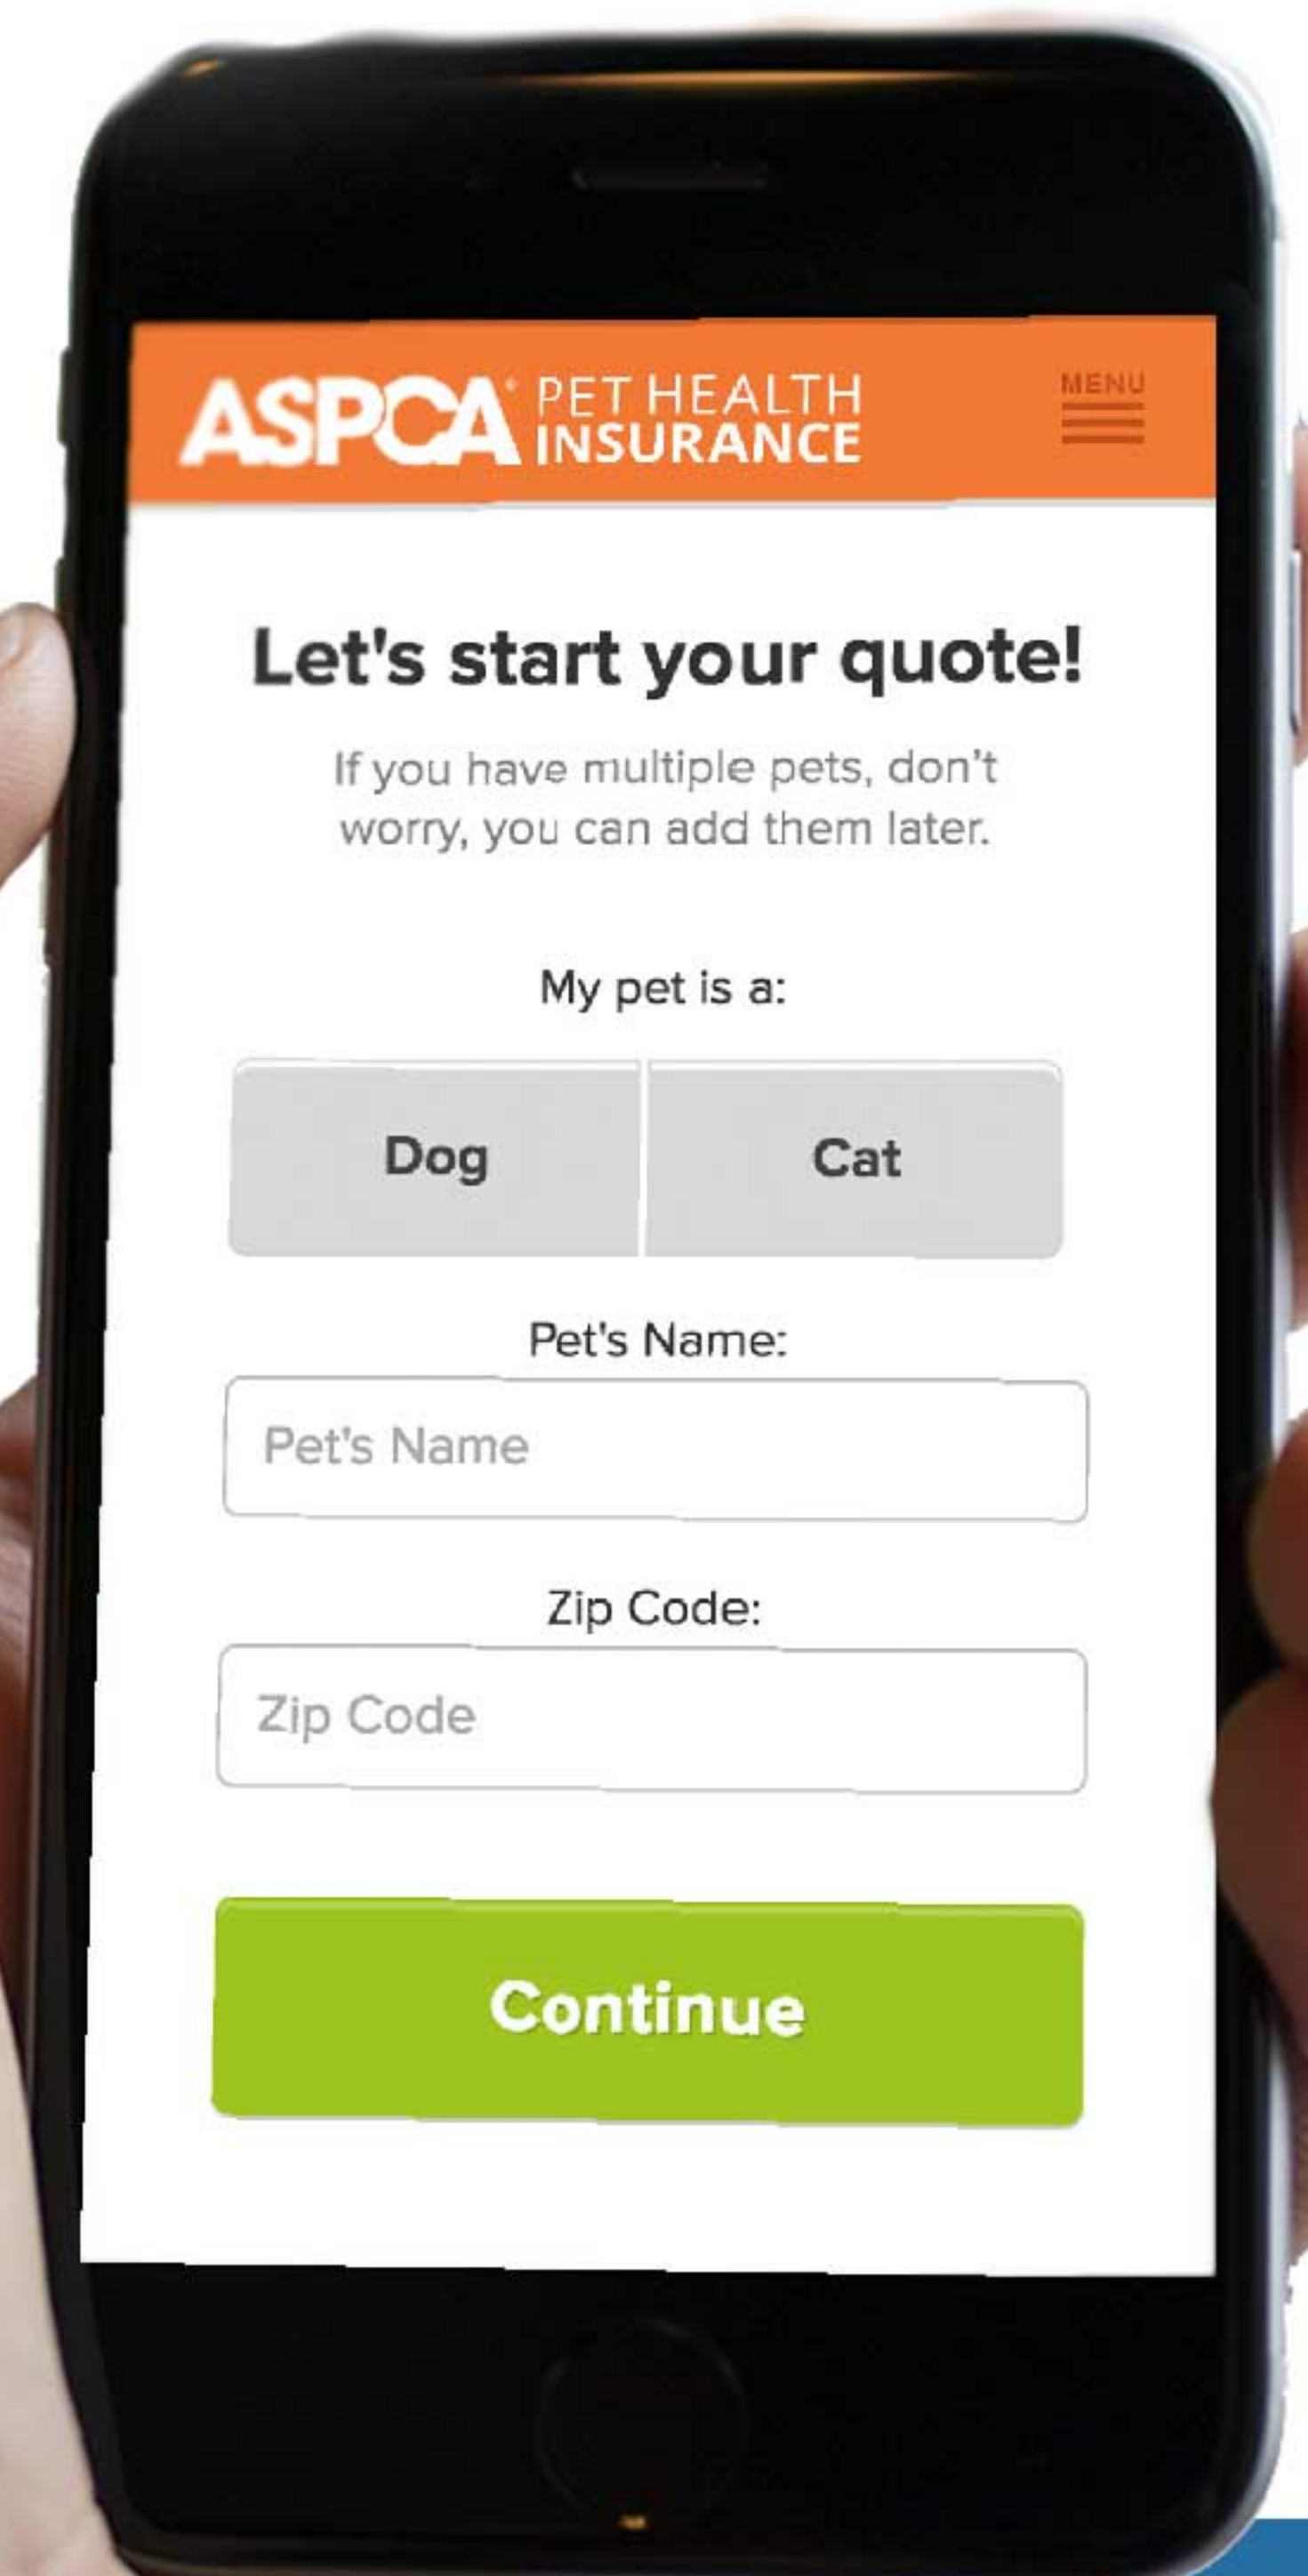 ASPCA® PET HEALTH
INSURANCE
MENU
Let's start your quote!
If you have multiple pets, don't
worry, you can add them later.
My pet is a:
Dog
Cat
Pet's Name:
Pet's Name
Zip Code:
Zip Code
Continue